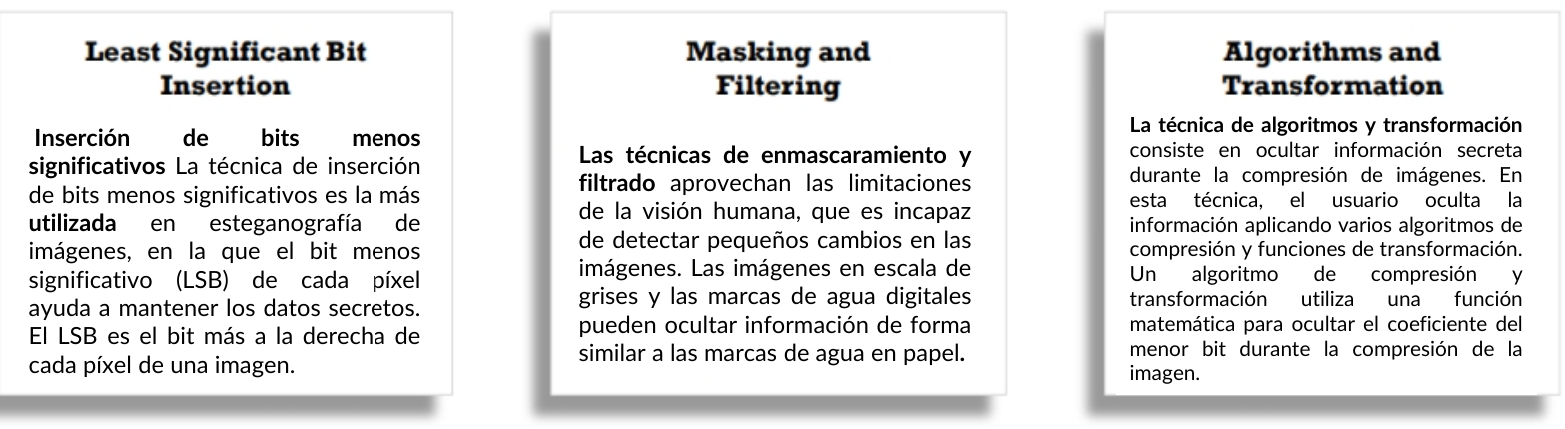 Least Significant Bit
Insertion
Inserción de bits menos
significativos La técnica de inserción
de bits menos significativos es la más
utilizada en esteganografía de
imágenes, en la que el bit menos
significativo (LSB) de cada píxel
ayuda a mantener los datos secretos.
El LSB es el bit más a la derecha de
cada píxel de una imagen.
Masking and
Filtering
Las técnicas de enmascaramiento y
filtrado aprovechan las limitaciones
de la visión humana, que es incapaz
de detectar pequeños cambios en las
imágenes. Las imágenes en escala de
grises y las marcas de agua digitales
pueden ocultar información de forma
similar a las marcas de agua en papel.
Algorithms and
Transformation
La técnica de algoritmos y transformación
consiste en ocultar información secreta
durante la compresión de imágenes. En
esta técnica, el usuario oculta la
información aplicando varios algoritmos de
compresión y funciones de transformación.
Un algoritmo de compresión y
transformación utiliza una función
matemática para ocultar el coeficiente del
menor bit durante la compresión de la
imagen.